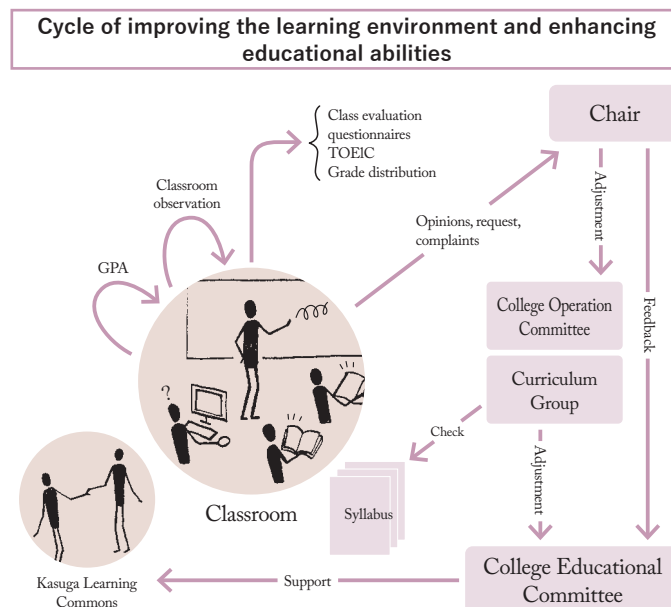 Cycle of improving the learning environment and enhancing
educational abilities
Class evaluation
questionnaires
TOEIC
Grade distribution
Chair
Classroom
observation
GPA
Opinions, request,
complaints
Adjustment
Feedback
College Operation
Committee
Curriculum
Group
Check
Adjustment
?
Classroom
Syllabus
Kasuga Learning
Commons
Support
College Educational
Committee